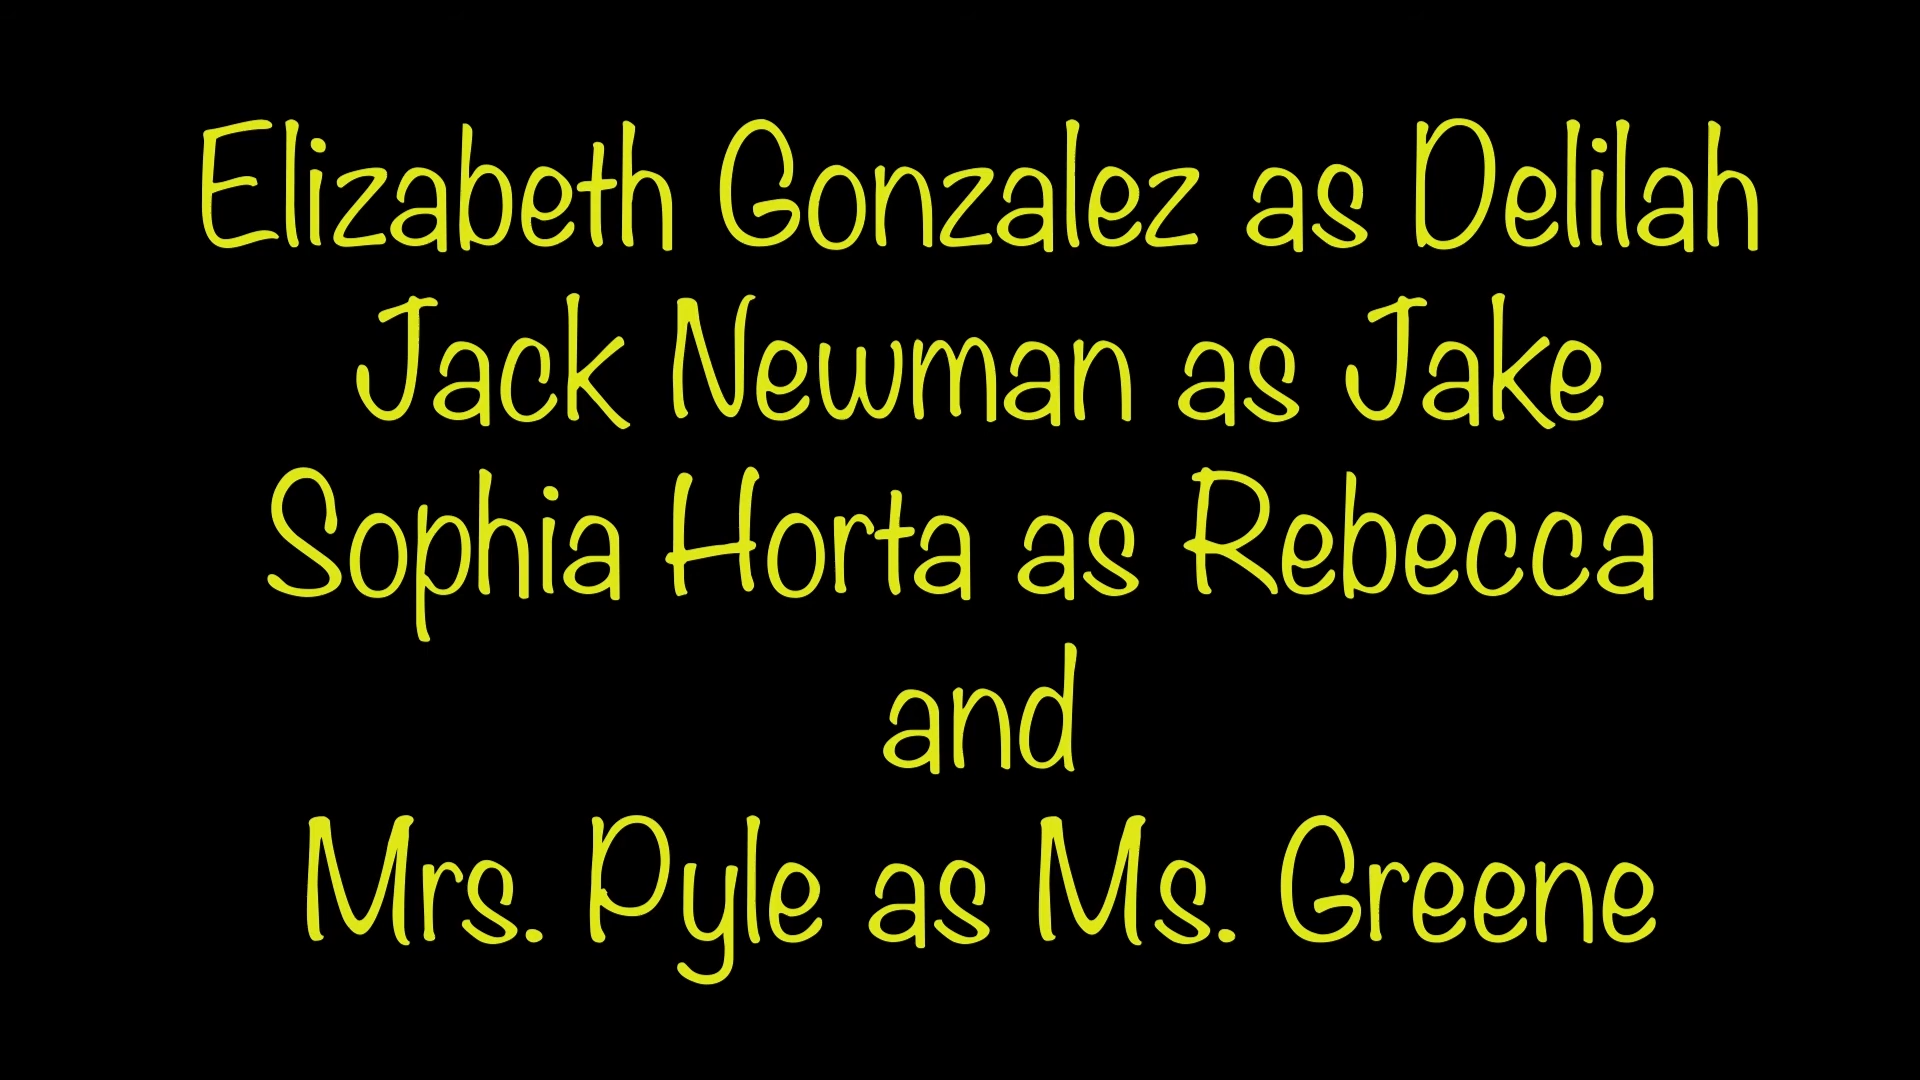 Elizabeth Gonzalez as Delilah
Jack Newman as Jake
Sophia Horta as Rebecca
and
Mrs. Pyle as Ms. Greene